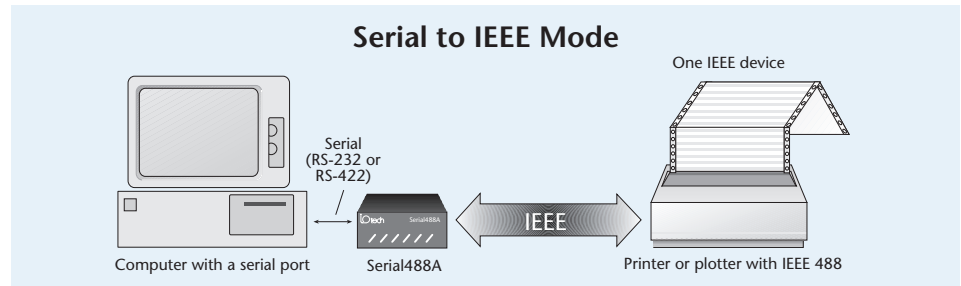 Serial to IEEE Mode
One IEEE device
Serial
(RS-232 or
RS-422)
IOtech Serial488A
IEEE
Computer with a serial port
Serial488A
Printer or plotter with IEEE 488